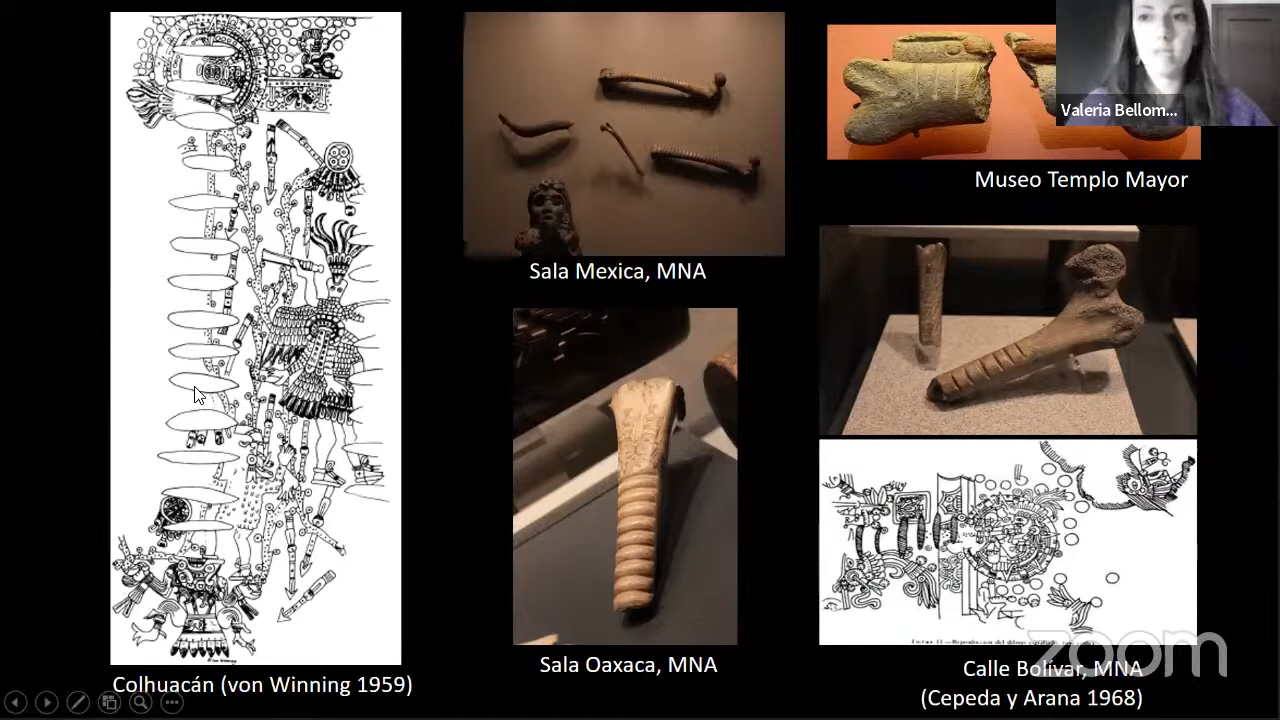 Valeria Bellom...
Museo Templo Mayor
Sala Mexica, MNA
Sala Oaxaca, MNA
zoom
Calle Bolívar, MNA
(Cepeda y Arana 1968)
Colhuacán (von Winning 1959)